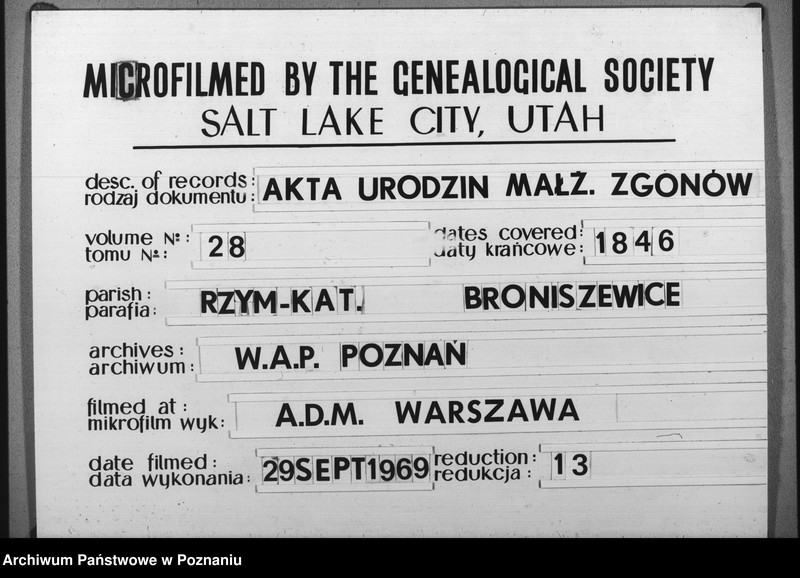 MICROFILMED BY THE GENEALOGICAL SOCIETY
SALT LAKE CITY, UTAH
desc. of records:
rodzaj dokumentu: AKTA URODZIN MAŁŻ. ZGONÓW
volume №: 28 dates covered: 1846
tomu №: daty krańcowe:
parish: RZYM-KAT. BRONISZEWICE
parafia:
archives: W.A.P. POZNAŃ
archiwum:
filmed at: A.D.M. WARSZAWA
mikrofilm wyk:
date filmed: 29SEPT1969 reduction: 13
data wykonania: redukcja:
Archiwum Państwowe w Poznaniu